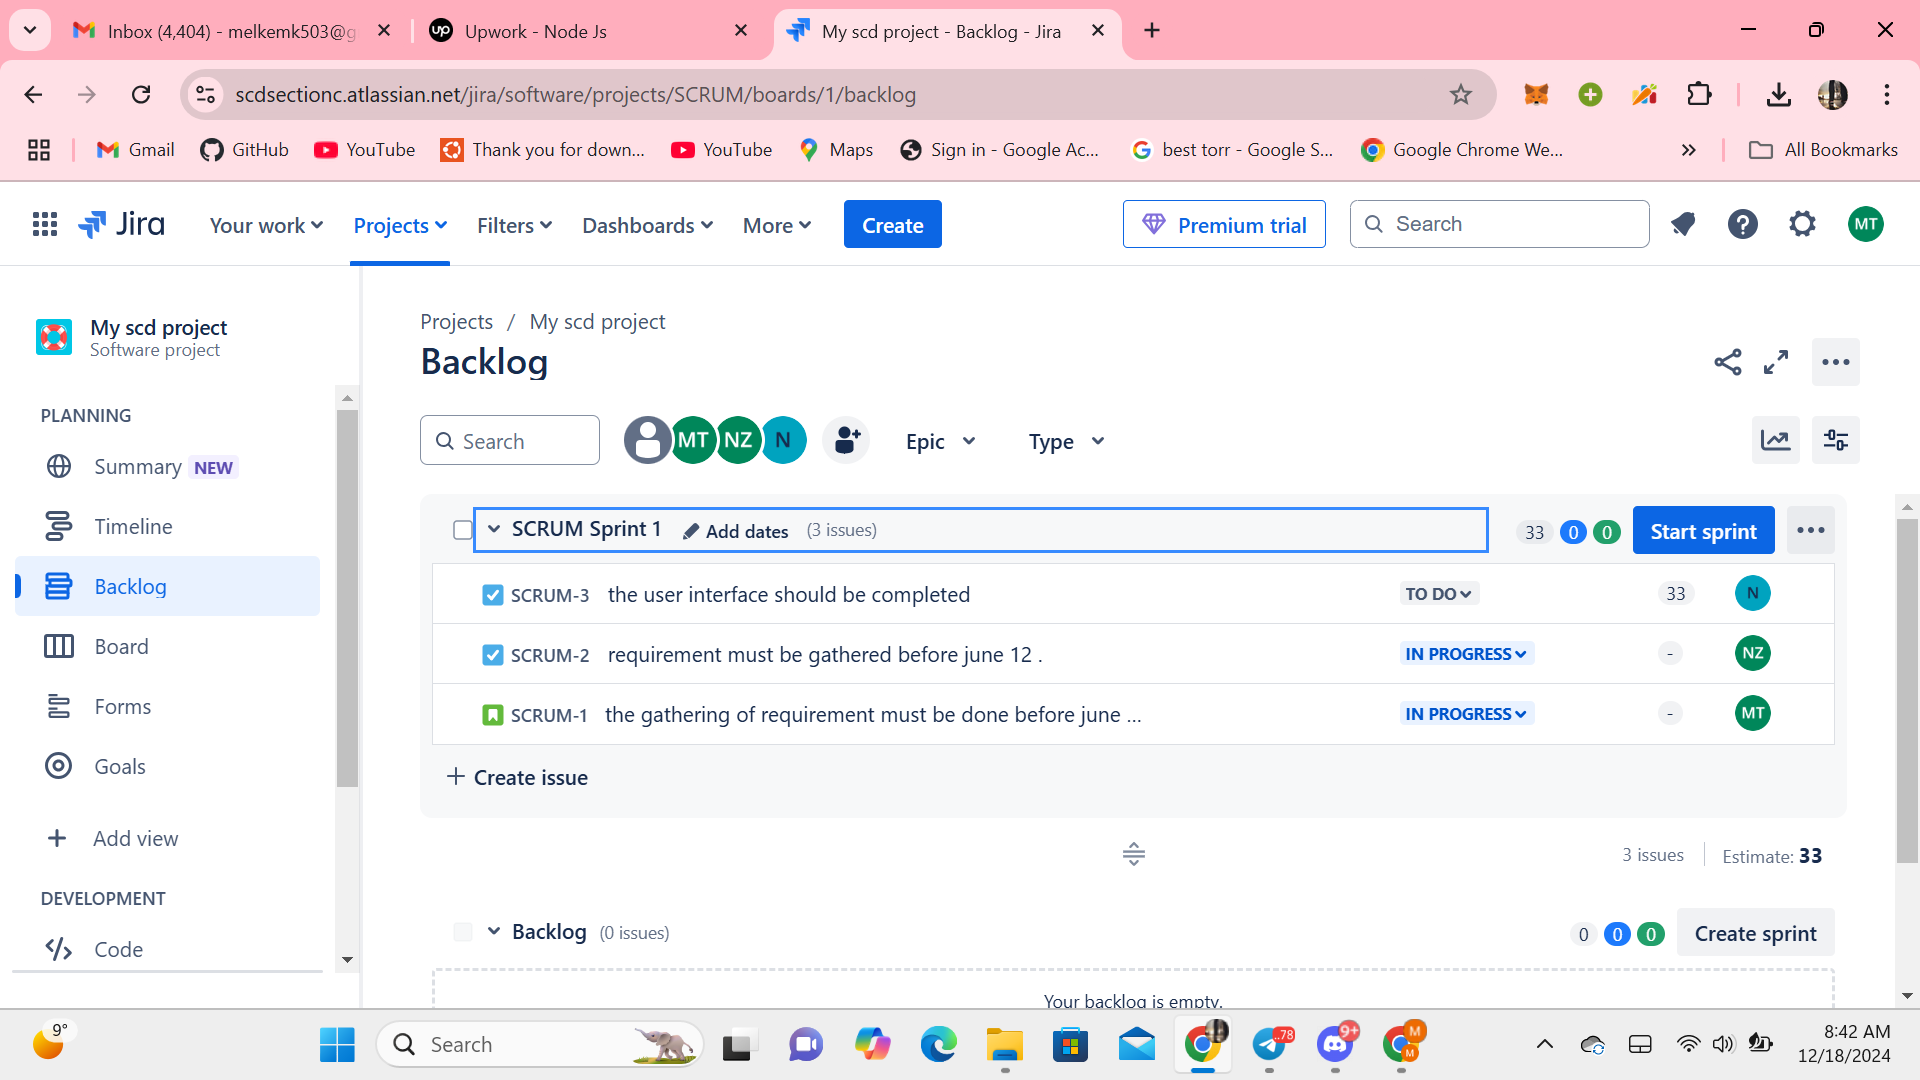 Inbox (4,404) - melkemk503@g
Upwork - Node Js
My scd project - Backlog - Jira
scdsectionc.atlassian.net/jira/software/projects/SCRUM/boards/1/backlog
Gmail
GitHub
YouTube
Thank you for down...
YouTube
Maps
Sign in - Google Ac...
best torr - Google S...
Google Chrome We...
All Bookmarks
Jira
Your work
Projects
Filters
Dashboards
More
Create
Premium trial
Search
MT
My scd project
Software project
PLANNING
Summary NEW
Timeline
Backlog
Board
Forms
Goals
Add view
DEVELOPMENT
Code
Projects / My scd project
Backlog
Search
MT NZ N
Epic
Type
SCRUM Sprint 1 Add dates (3 issues) 33 0 0 Start sprint
SCRUM-3 the user interface should be completed TO DO 33 N
SCRUM-2 requirement must be gathered before june 12 . IN PROGRESS - NZ
SCRUM-1 the gathering of requirement must be done before june ... IN PROGRESS - MT
+ Create issue
3 issues Estimate: 33
Backlog (0 issues) 0 0 0 Create sprint
Your backlog is empty.
9°
Search
..78
9+
M
M
8:42 AM
12/18/2024